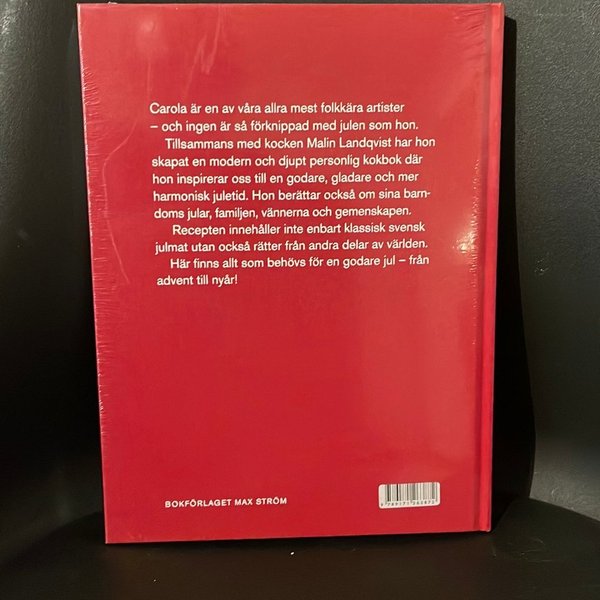 Carola är en av våra allra mest folkkära artister
– och ingen är så förknippad med julen som hon.
Tillsammans med kocken Malin Landqvist har hon
skapat en modern och djupt personlig kokbok där
hon inspirerar oss till en godare, gladare och mer
harmonisk juletid. Hon berättar också om sina barn-
doms jular, familjen, vännerna och gemenskapen.
Recepten innehåller inte enbart klassisk svensk
julmat utan också rätter från andra delar av världen.
Här finns allt som behövs för en godare jul – från
advent till nyår!
BOKFÖRLAGET MAX STRÖM